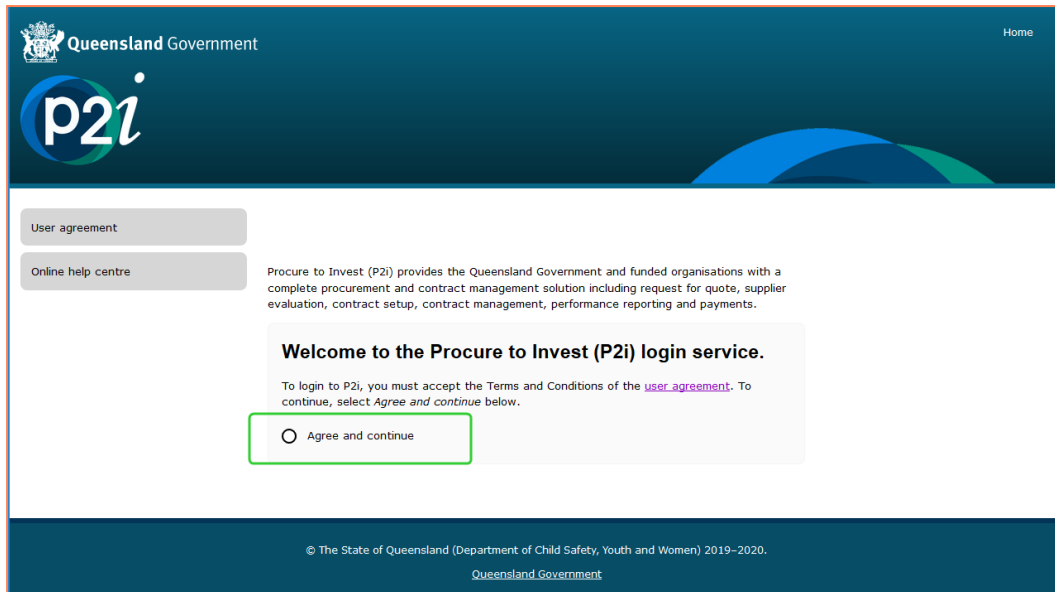 Queensland Government
Home
p2i
User agreement
Online help centre
Procure to Invest (P2i) provides the Queensland Government and funded organisations with a
complete procurement and contract management solution including request for quote, supplier
evaluation, contract setup, contract management, performance reporting and payments.
Welcome to the Procure to Invest (P2i) login service.
To login to P2i, you must accept the Terms and Conditions of the user agreement. To
continue, select Agree and continue below.
Agree and continue
© The State of Queensland (Department of Child Safety, Youth and Women) 2019–2020.
Queensland Government